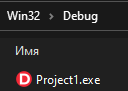 Win32 > Debug
Имя
Project1.exe